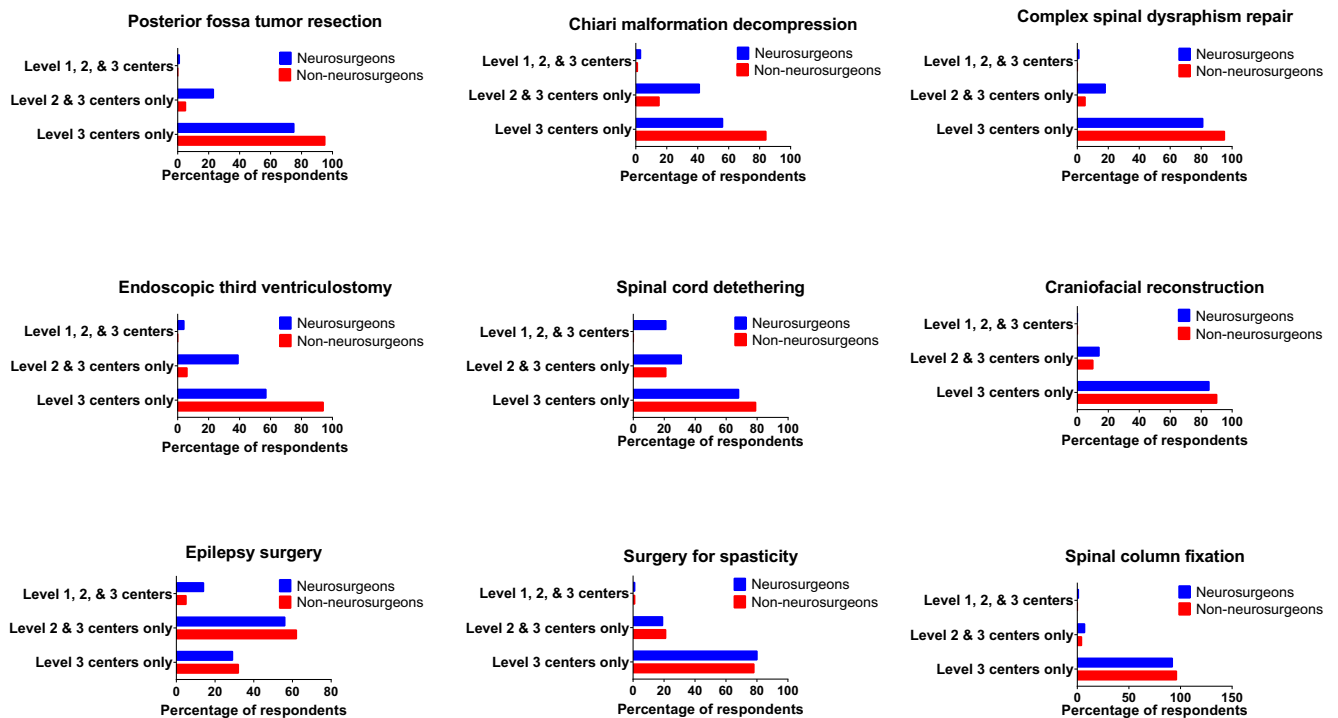 Posterior fossa tumor resection
Neurosurgeons
Non-neurosurgeons
Level 1, 2, & 3 centers
Level 2 & 3 centers only
Level 3 centers only
0 20 40 60 80 100
Percentage of respondents
Chiari malformation decompression
Neurosurgeons
Non-neurosurgeons
Level 1, 2, & 3 centers
Level 2 & 3 centers only
Level 3 centers only
0 20 40 60 80 100
Percentage of respondents
Complex spinal dysraphism repair
Neurosurgeons
Non-neurosurgeons
Level 1, 2, & 3 centers
Level 2 & 3 centers only
Level 3 centers only
0 20 40 60 80 100
Percentage of respondents
Endoscopic third ventriculostomy
Neurosurgeons
Non-neurosurgeons
Level 1, 2, & 3 centers
Level 2 & 3 centers only
Level 3 centers only
0 20 40 60 80 100
Percentage of respondents
Spinal cord detethering
Neurosurgeons
Non-neurosurgeons
Level 1, 2, & 3 centers
Level 2 & 3 centers only
Level 3 centers only
0 20 40 60 80 100
Percentage of respondents
Craniofacial reconstruction
Neurosurgeons
Non-neurosurgeons
Level 1, 2, & 3 centers
Level 2 & 3 centers only
Level 3 centers only
0 20 40 60 80 100
Percentage of respondents
Epilepsy surgery
Neurosurgeons
Non-neurosurgeons
Level 1, 2, & 3 centers
Level 2 & 3 centers only
Level 3 centers only
0 20 40 60 80
Percentage of respondents
Surgery for spasticity
Neurosurgeons
Non-neurosurgeons
Level 1, 2, & 3 centers
Level 2 & 3 centers only
Level 3 centers only
0 20 40 60 80 100
Percentage of respondents
Spinal column fixation
Neurosurgeons
Non-neurosurgeons
Level 1, 2, & 3 centers
Level 2 & 3 centers only
Level 3 centers only
0 50 100 150
Percentage of respondents